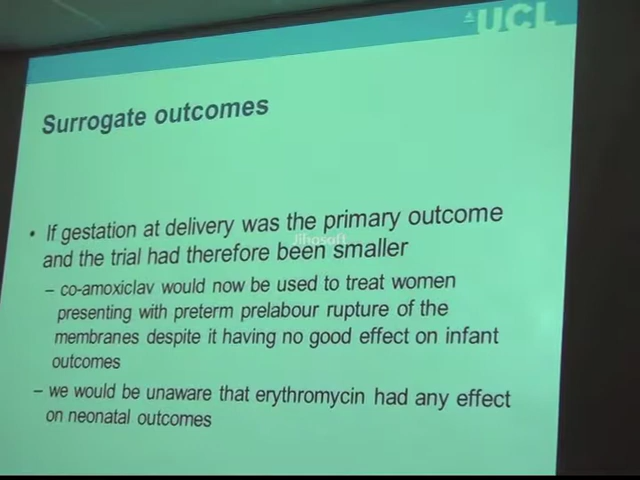 UCL
Surrogate outcomes
• If gestation at delivery was the primary outcome
and the trial had therefore been smaller
– co-amoxiclav would now be used to treat women
presenting with preterm prelabour rupture of the
membranes despite it having no good effect on infant
outcomes
– we would be unaware that erythromycin had any effect
on neonatal outcomes
Jihosoft